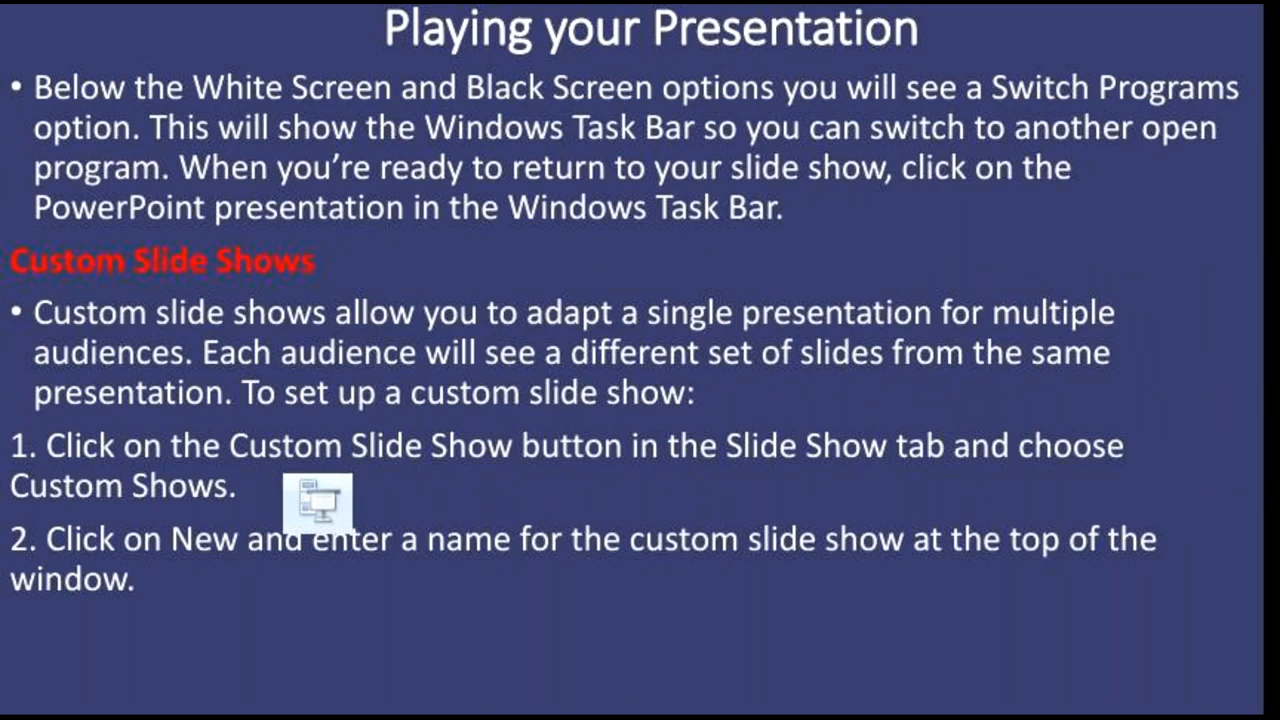 Playing your Presentation
• Below the White Screen and Black Screen options you will see a Switch Programs
option. This will show the Windows Task Bar so you can switch to another open
program. When you’re ready to return to your slide show, click on the
PowerPoint presentation in the Windows Task Bar.
Custom Slide Shows
• Custom slide shows allow you to adapt a single presentation for multiple
audiences. Each audience will see a different set of slides from the same
presentation. To set up a custom slide show:
1. Click on the Custom Slide Show button in the Slide Show tab and choose
Custom Shows.
2. Click on New and enter a name for the custom slide show at the top of the
window.